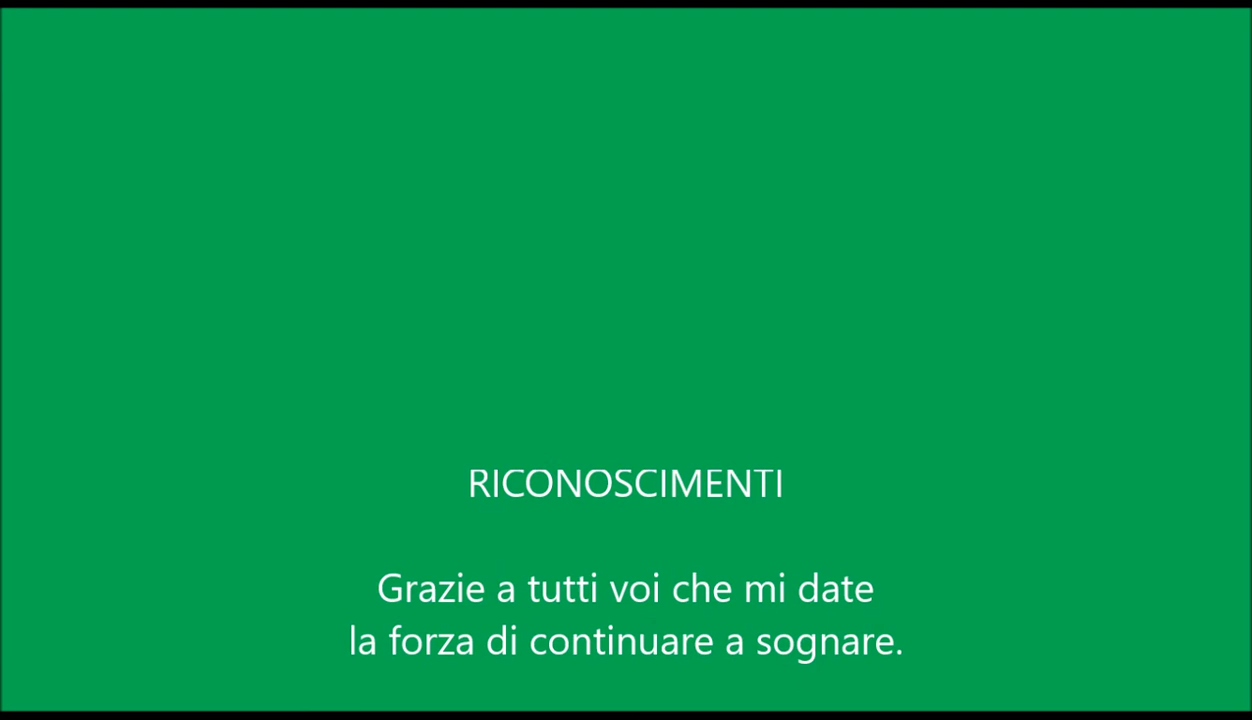 RICONOSCIMENTI
Grazie a tutti voi che mi date
la forza di continuare a sognare.